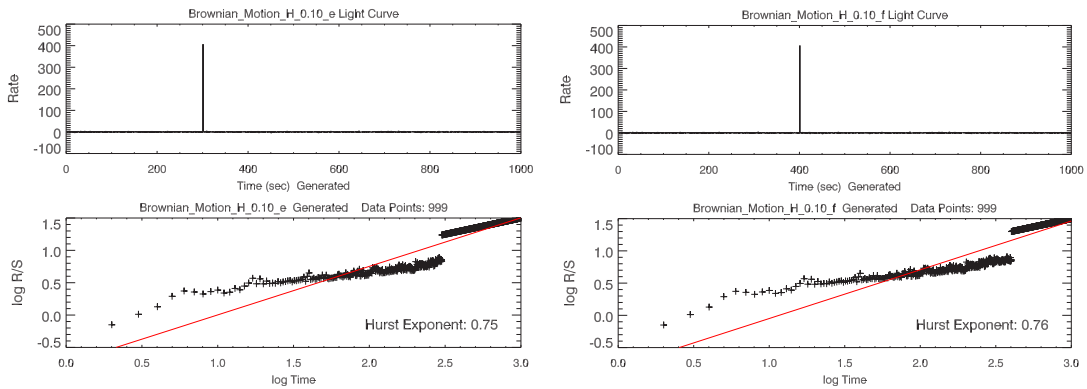 Brownian_Motion_H_0.10_e Light Curve
500
400
300
200
100
0
-100
Rate
0 200 400 600 800 1000
Time (sec) Generated
Brownian_Motion_H_0.10_e Generated Data Points: 999
1.5
1.0
0.5
0.0
-0.5
log R/S
Hurst Exponent: 0.75
0.0 0.5 1.0 1.5 2.0 2.5 3.0
log Time
Brownian_Motion_H_0.10_f Light Curve
500
400
300
200
100
0
-100
Rate
0 200 400 600 800 1000
Time (sec) Generated
Brownian_Motion_H_0.10_f Generated Data Points: 999
1.5
1.0
0.5
0.0
-0.5
log R/S
Hurst Exponent: 0.76
0.0 0.5 1.0 1.5 2.0 2.5 3.0
log Time